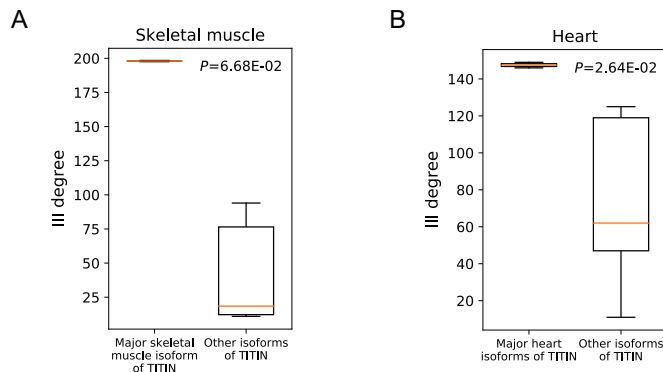 A
Skeletal muscle
P=6.68E-02
200
175
150
125
100
75
50
25
III degree
Major skeletal
muscle isoform
of TITIN
Other isoforms
of TITIN
B
Heart
P=2.64E-02
140
120
100
80
60
40
20
III degree
Major heart
isoforms of TITIN
Other isoforms
of TITIN